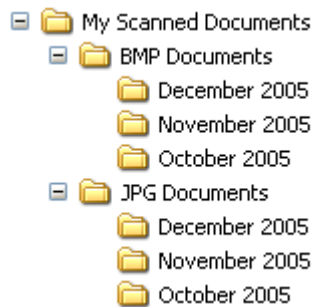 My Scanned Documents
BMP Documents
December 2005
November 2005
October 2005
JPG Documents
December 2005
November 2005
October 2005